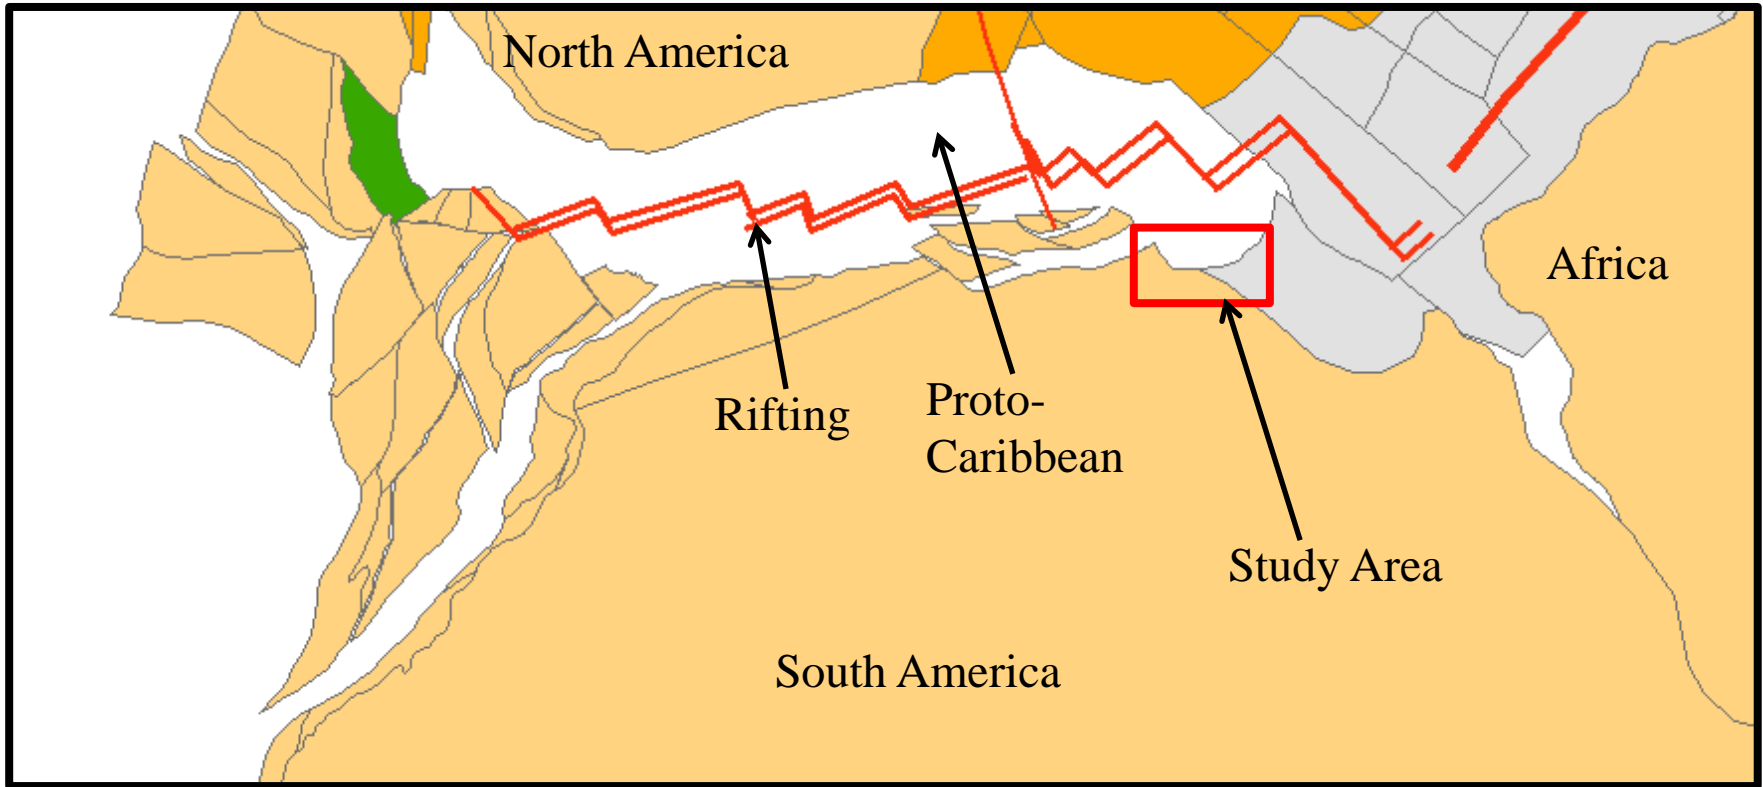 North America
Africa
Rifting
Proto-
Caribbean
Study Area
South America